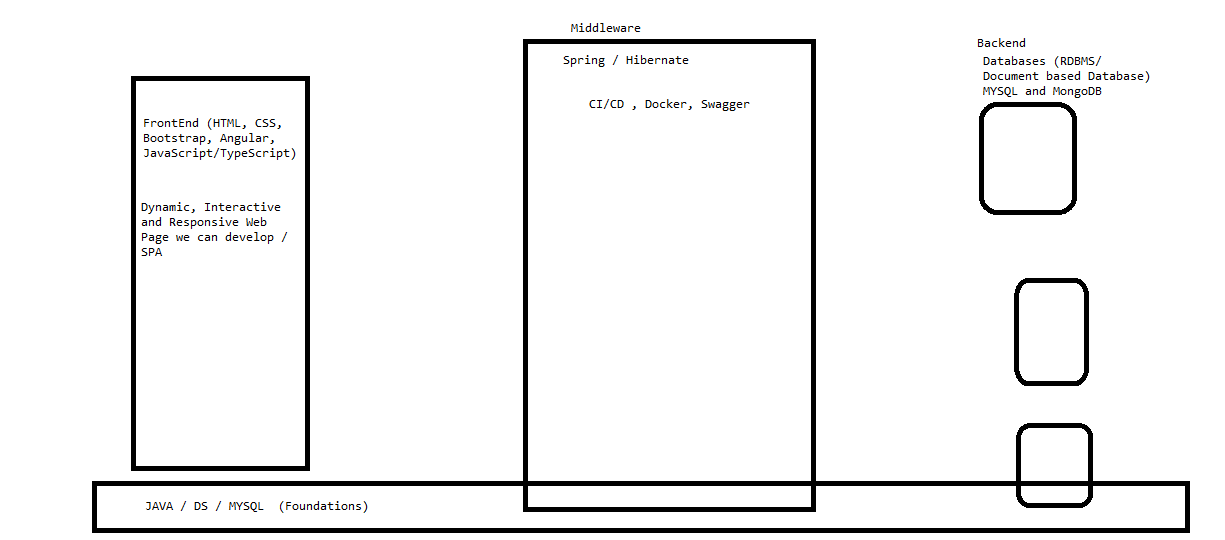 Middleware
Spring / Hibernate
CI/CD , Docker, Swagger
Backend
Databases (RDBMS/
Document based Database)
MYSQL and MongoDB
FrontEnd (HTML, CSS,
Bootstrap, Angular,
JavaScript/TypeScript)
Dynamic, Interactive
and Responsive Web
Page we can develop /
SPA
JAVA / DS / MYSQL  (Foundations)